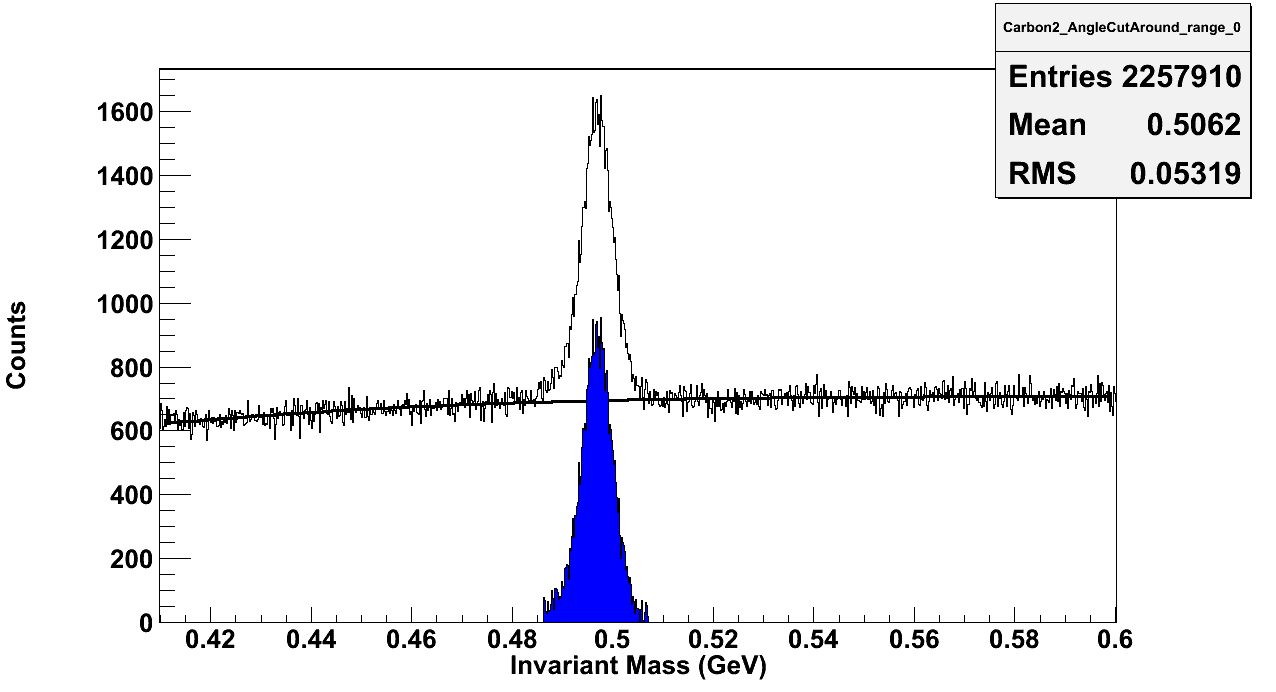 Carbon2_AngleCutAround_range_0
Entries 2257910
Mean 0.5062
RMS 0.05319
Counts
1600
1400
1200
1000
800
600
400
200
0
0.42 0.44 0.46 0.48 0.5 0.52 0.54 0.56 0.58 0.6
Invariant Mass (GeV)